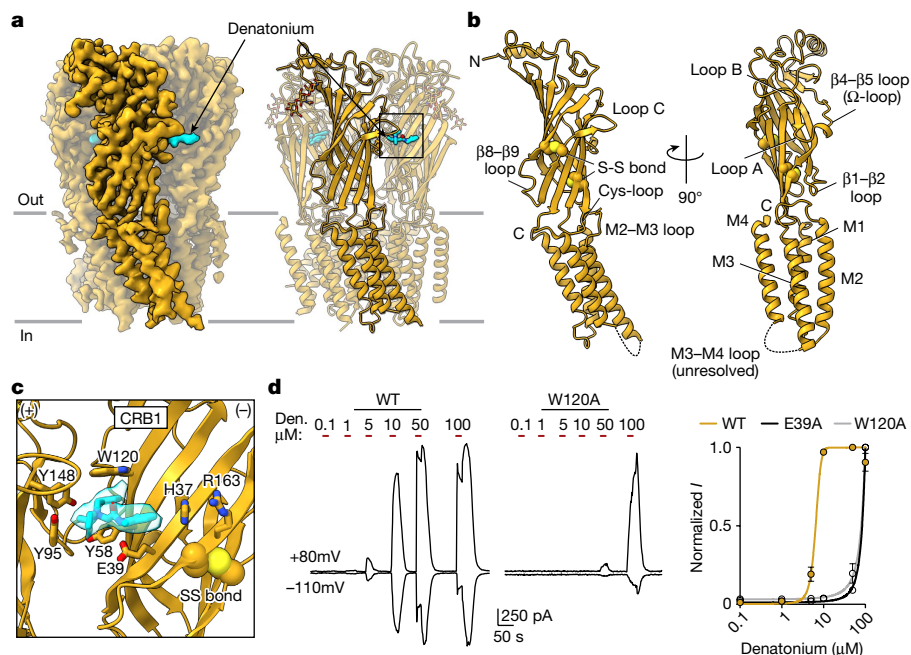 a
Denatonium
Out
In
b
N
Loop C
β8–β9
loop
S-S bond
Cys-loop
C
M2–M3 loop
90°
Loop B
β4–β5 loop
(Ω-loop)
Loop A
β1–β2
loop
C
M4
M1
M3
M2
M3–M4 loop
(unresolved)
c
(+)
CRB1
(–)
W120
Y148
H37
R163
Y95
Y58
E39
SS bond
d
WT
W120A
Den.
μM:
0.1 1 5 10 50 100
0.1 1 5 10 50 100
+80mV
–110mV
250 pA
50 s
WT E39A W120A
Normalized I
1.0
0.5
0
0.1 1 10 100
Denatonium (μM)